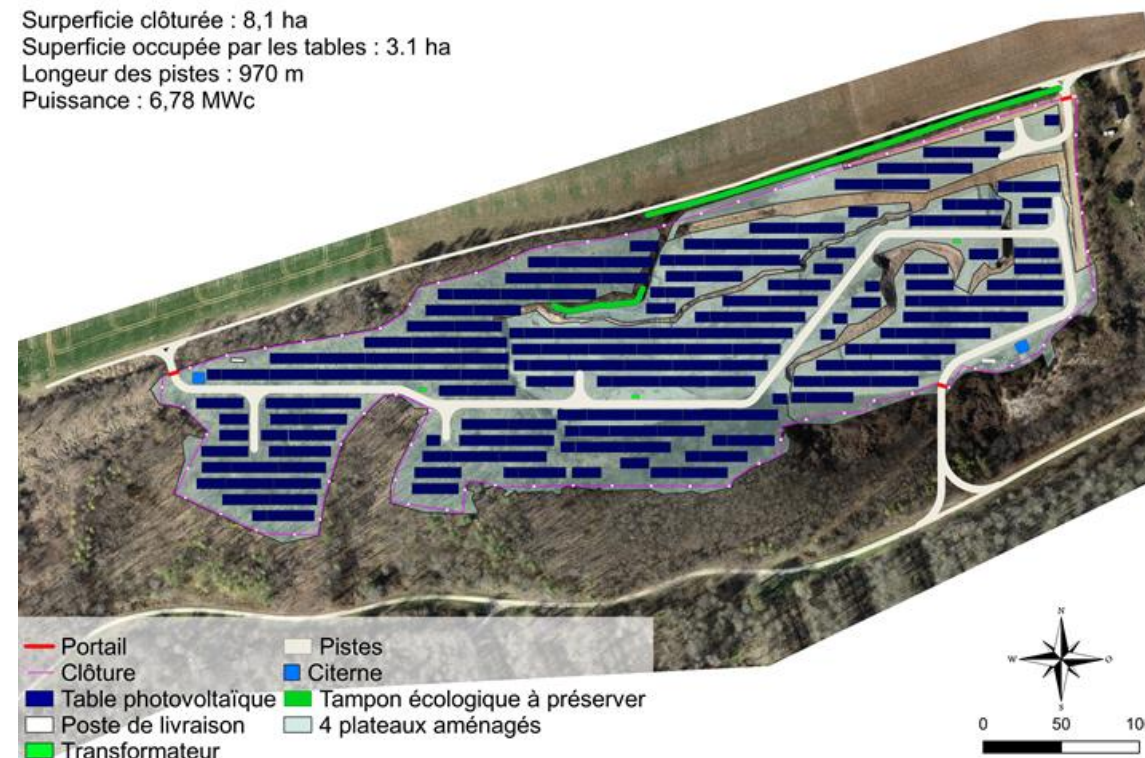 Surperficie clôturée : 8,1 ha
Superficie occupée par les tables : 3.1 ha
Longeur des pistes : 970 m
Puissance : 6,78 MWc
Portail
Pistes
Clôture
Citerne
Table photovoltaïque
Tampon écologique à préserver
Poste de livraison
4 plateaux aménagés
Transformateur
N
W
O
S
0 50 100